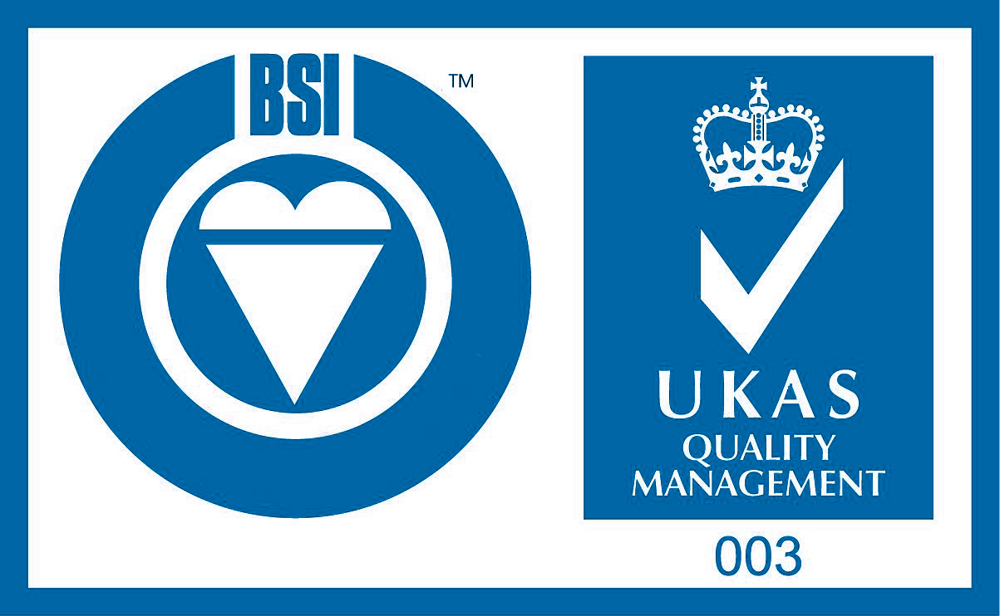 BSI
TM
UKAS
QUALITY
MANAGEMENT
003